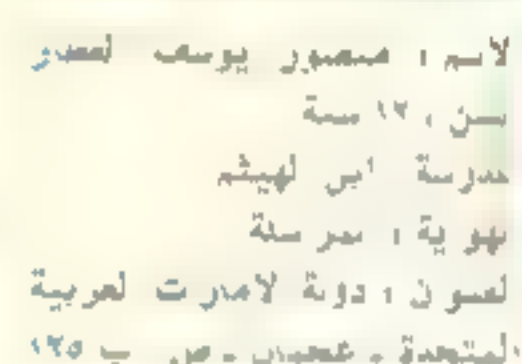 الاسم : منصور يوسف
السن : ١٢ سنة
مدرسة ابن الهيثم
الهواية : المراسلة
العنوان : دولة الامارات العربية
المتحدة - عجمان - ص ب